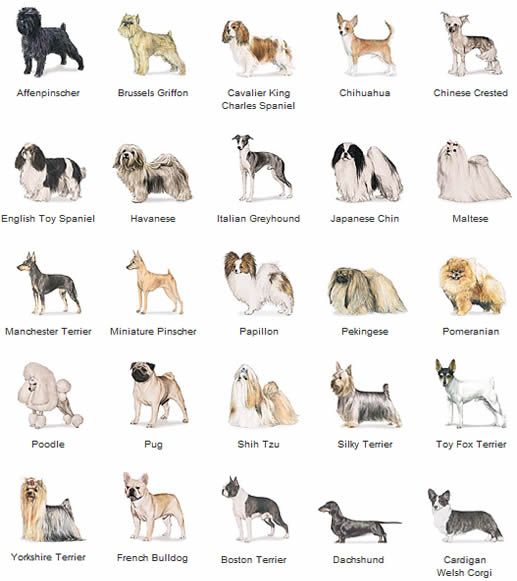 Affenpinscher
Brussels Griffon
Cavalier King
Charles Spaniel
Chihuahua
Chinese Crested
English Toy Spaniel
Havanese
Italian Greyhound
Japanese Chin
Maltese
Manchester Terrier
Miniature Pinscher
Papillon
Pekingese
Pomeranian
Poodle
Pug
Shih Tzu
Silky Terrier
Toy Fox Terrier
Yorkshire Terrier
French Bulldog
Boston Terrier
Dachshund
Cardigan
Welsh Corgi